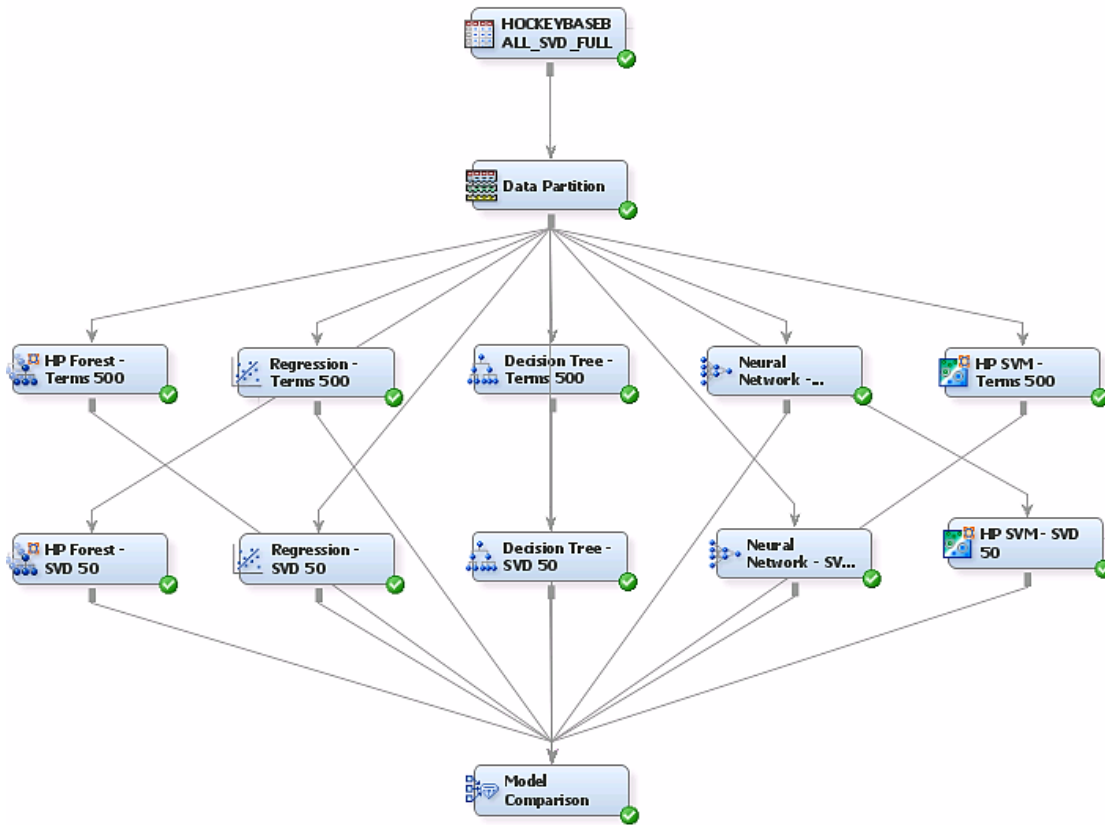 HOCKEYBASEB
ALL_SVD_FULL
Data Partition
HP Forest -
Terms 500
Regression -
Terms 500
Decision Tree -
Terms 500
Neural
Network -...
HP SVM -
Terms 500
HP Forest -
SVD 50
Regression -
SVD 50
Decision Tree -
SVD 50
Neural
Network - SV...
HP SVM - SVD
50
Model
Comparison